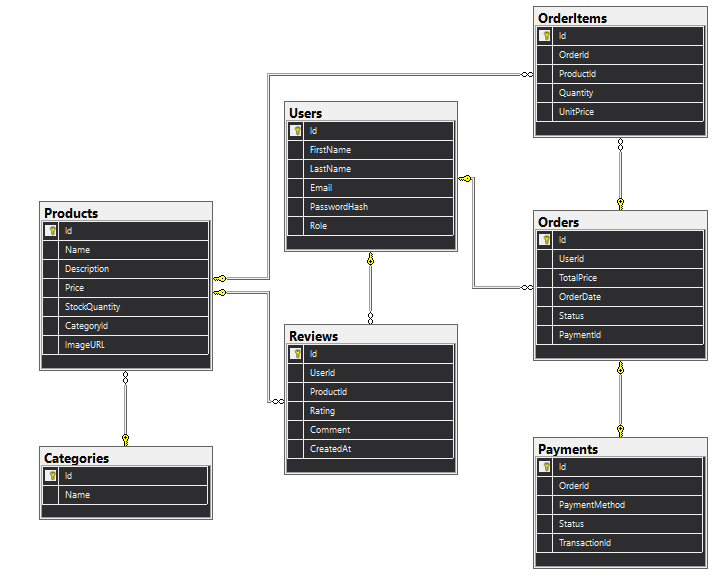 OrderItems
Id
OrderId
ProductId
Quantity
UnitPrice
Users
Id
FirstName
LastName
Email
PasswordHash
Role
Products
Id
Name
Description
Price
StockQuantity
CategoryId
ImageURL
Orders
Id
UserId
TotalPrice
OrderDate
Status
PaymentId
Reviews
Id
UserId
ProductId
Rating
Comment
CreatedAt
Categories
Id
Name
Payments
Id
OrderId
PaymentMethod
Status
TransactionId